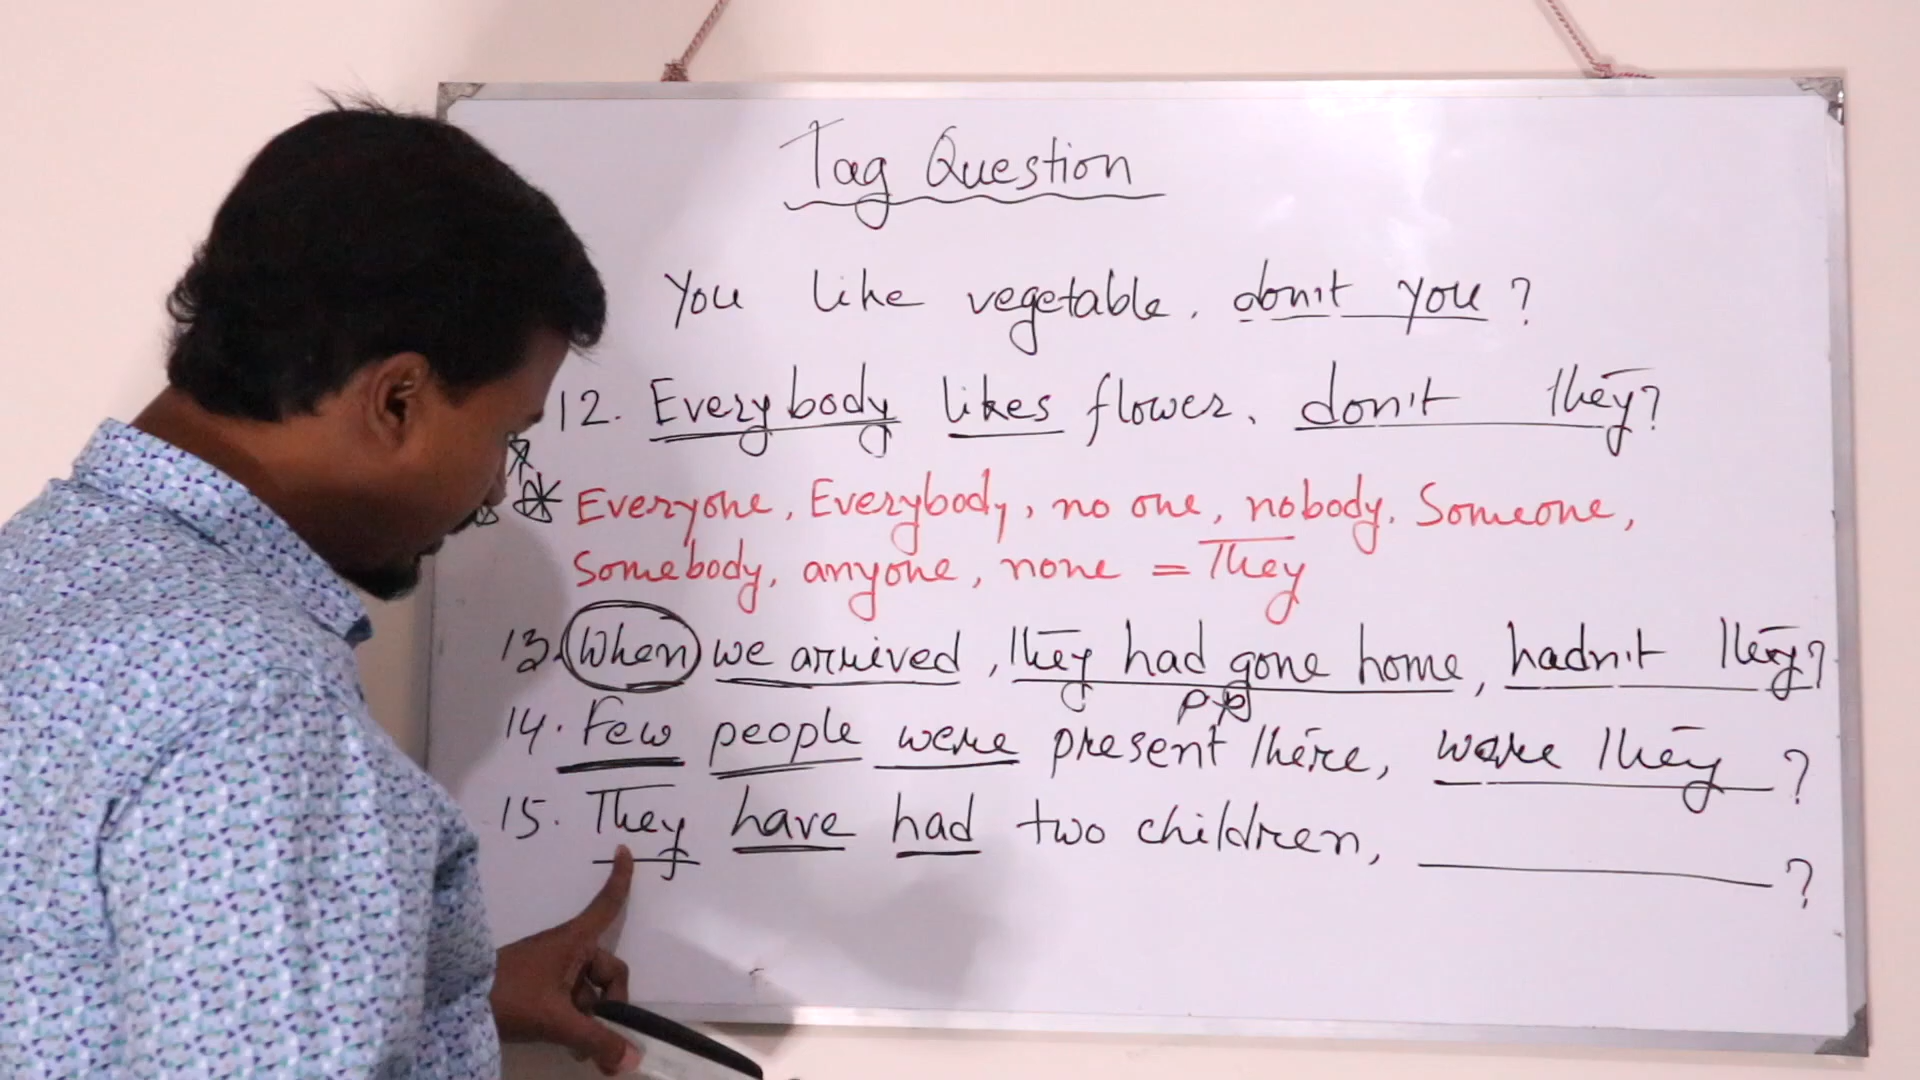 Tag Question
You like vegetable, don't you?
12. Everybody likes flower, don't they?
* Everyone, Everybody, no one, nobody, Someone,
Somebody, anyone, none = They
13. When we arrived, they had gone home, hadn't they?
P.P
14. Few people were present there, were they?
15. They have had two children, ______?